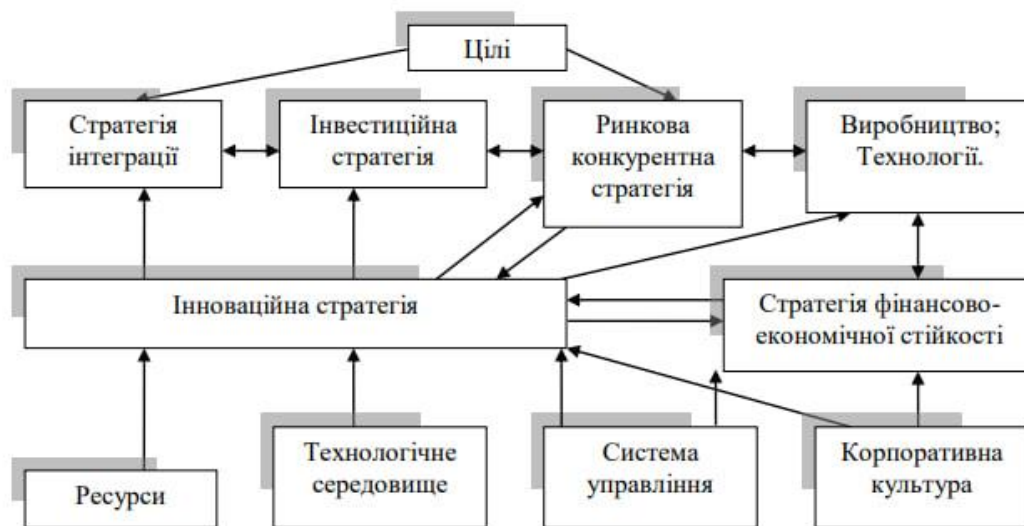 Цілі
Стратегія
інтеграції
Інвестиційна
стратегія
Ринкова
конкурентна
стратегія
Виробництво;
Технології.
Інноваційна стратегія
Стратегія фінансово-
економічної стійкості
Ресурси
Технологічне
середовище
Система
управління
Корпоративна
культура